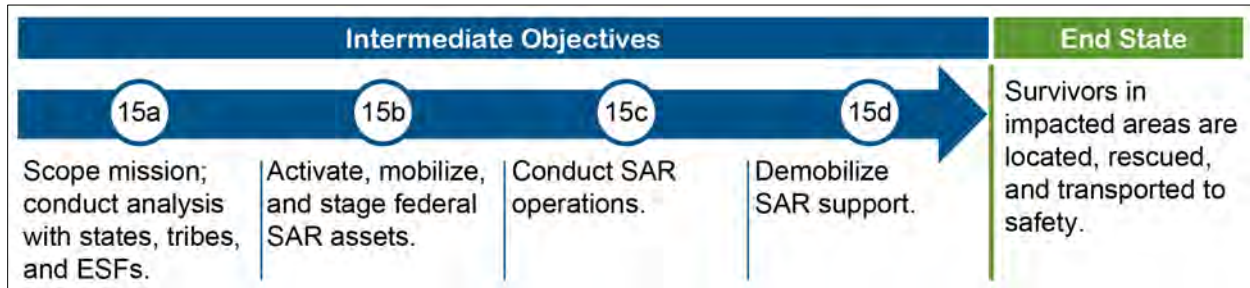 Intermediate Objectives
End State
15a
15b
15c
15d
Scope mission;
conduct analysis
with states, tribes,
and ESFs.
Activate, mobilize,
and stage federal
SAR assets.
Conduct SAR
operations.
Demobilize
SAR support.
Survivors in
impacted areas are
located, rescued,
and transported to
safety.